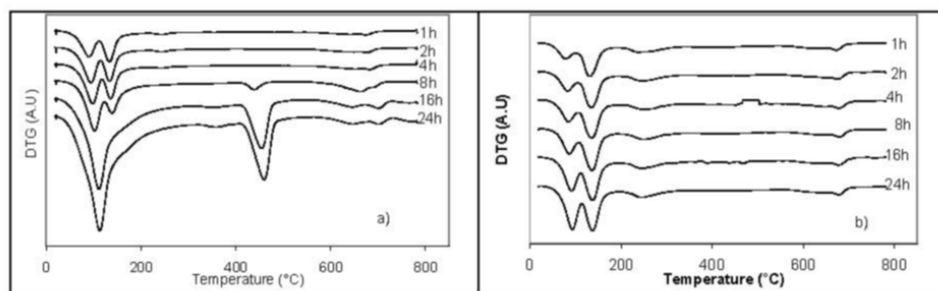 DTG (A.U)
1h
2h
4h
8h
16h
24h
a)
0 200 400 600 800
Temperature (°C)
DTG (A.U)
1h
2h
4h
8h
16h
24h
b)
0 200 400 600 800
Temperature (°C)